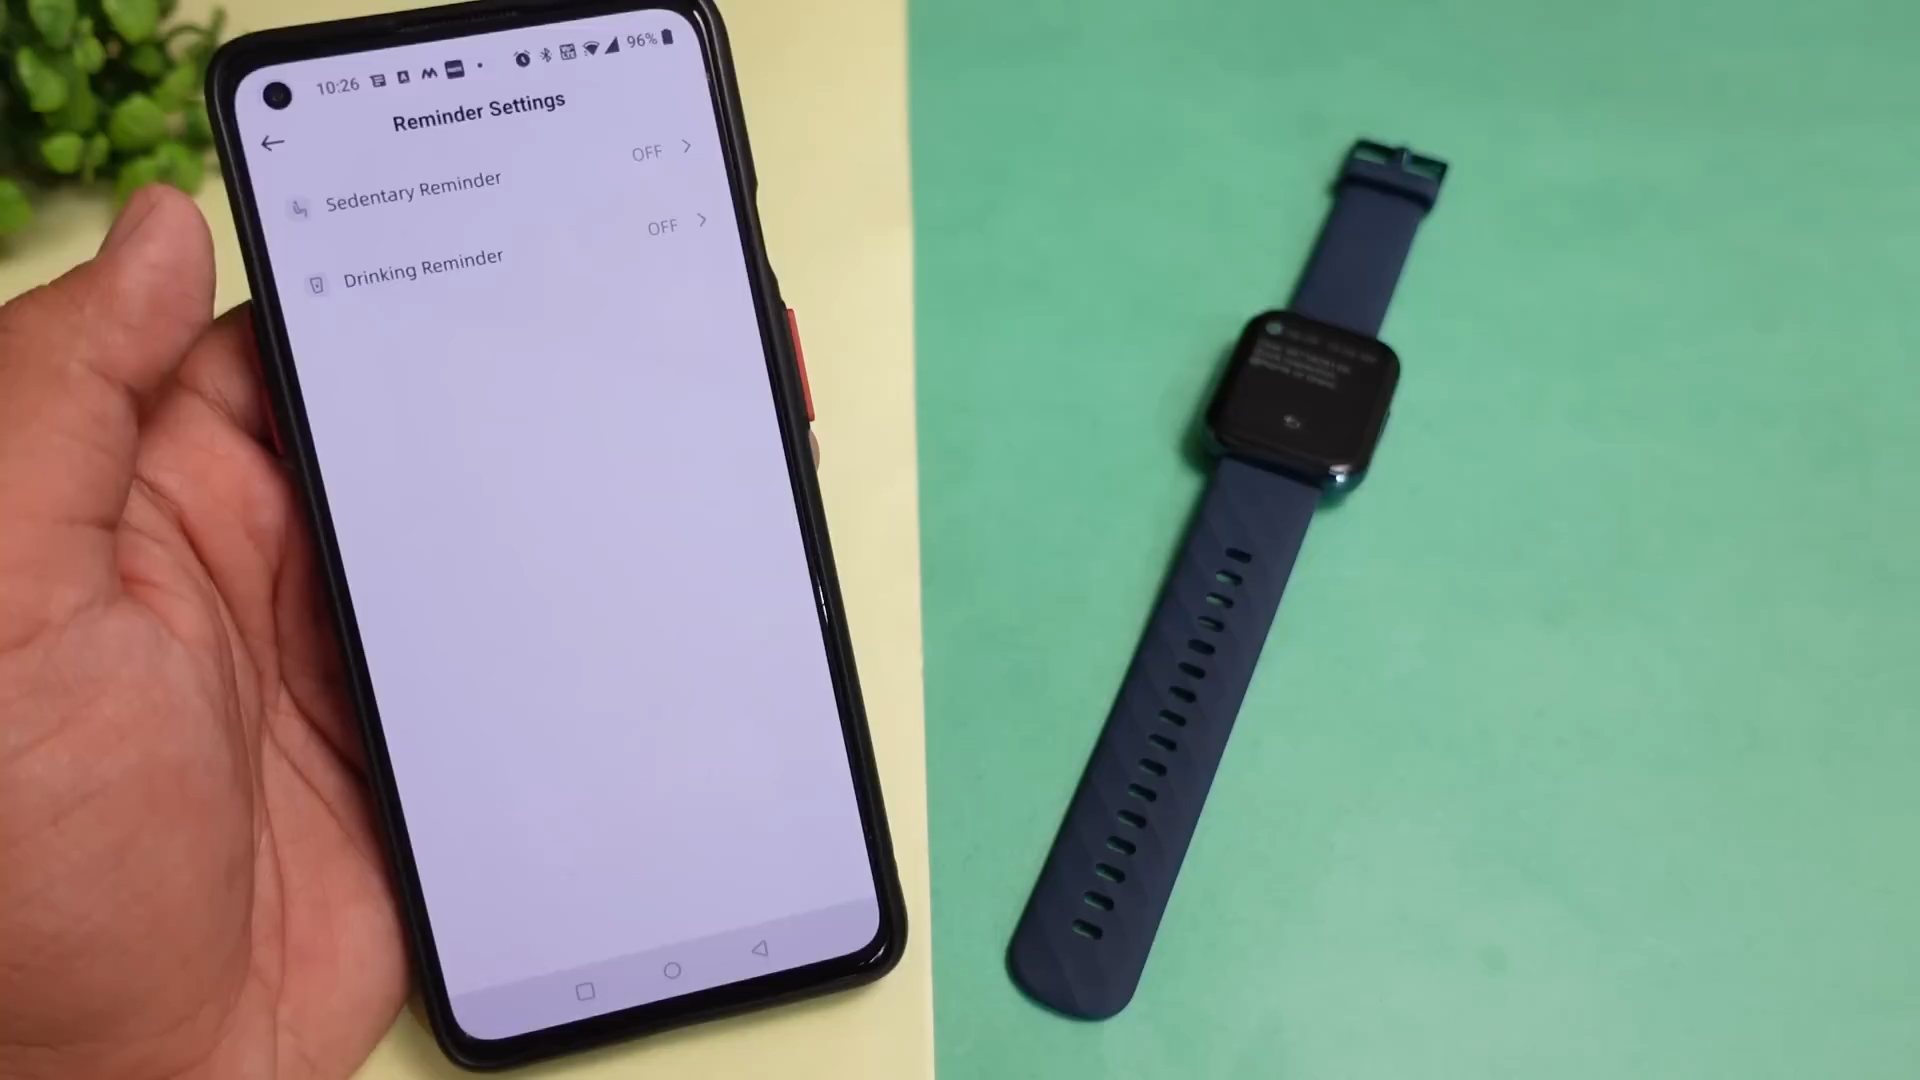 10:26
96%
Reminder Settings
Sedentary Reminder OFF
Drinking Reminder OFF